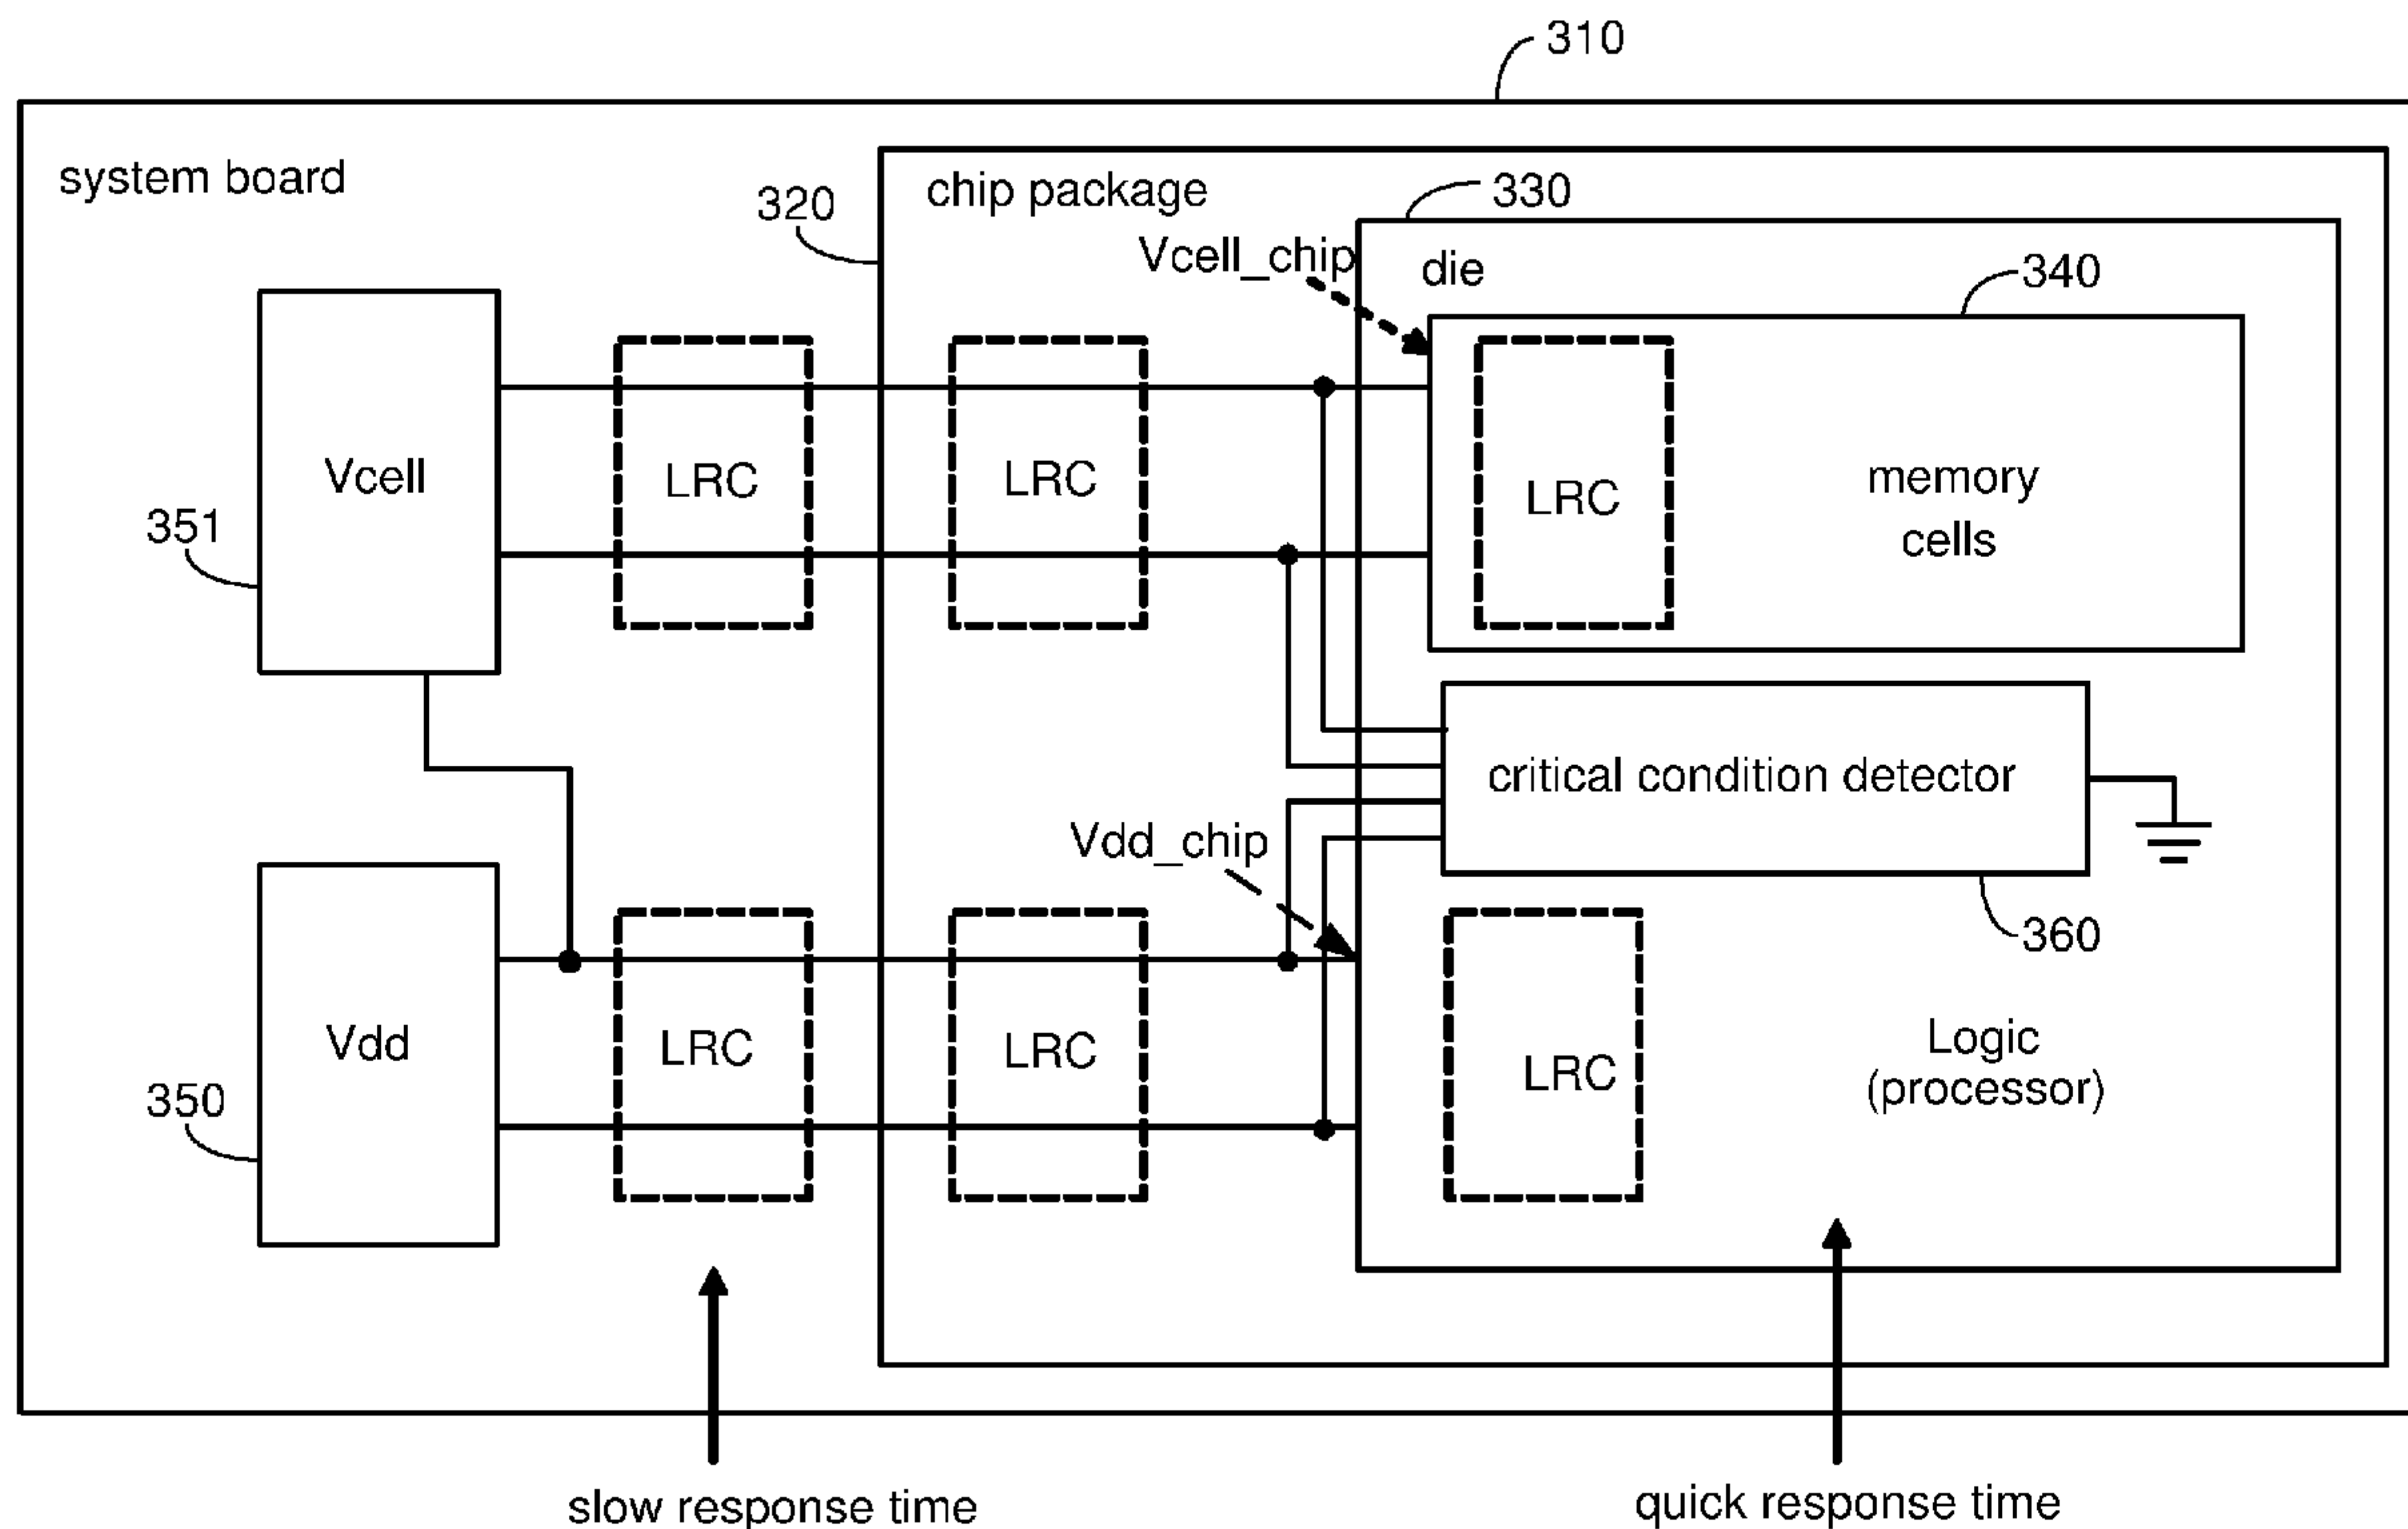 310
system board
320
chip package
330
Vcell_chip
die
340
Vcell
LRC
LRC
LRC
memory
cells
351
critical condition detector
Vdd_chip
360
Vdd
LRC
LRC
LRC
Logic
(processor)
350
slow response time
quick response time